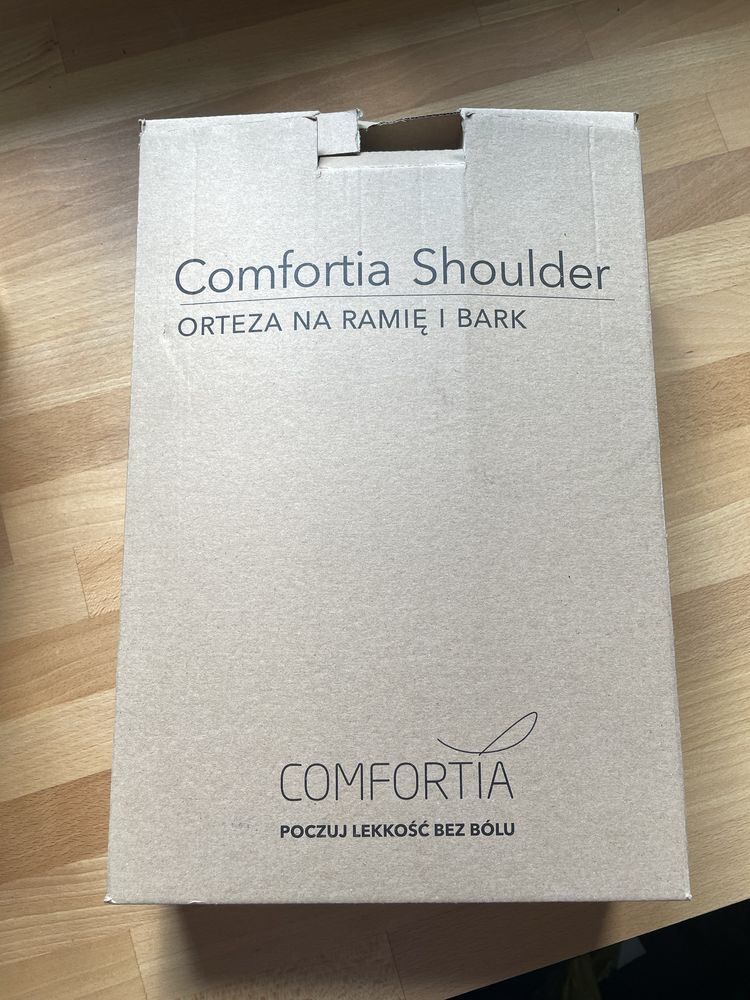 Comfortia Shoulder
ORTEZA NA RAMIĘ I BARK
COMFORTIA
POCZUJ LEKKOŚĆ BEZ BÓLU